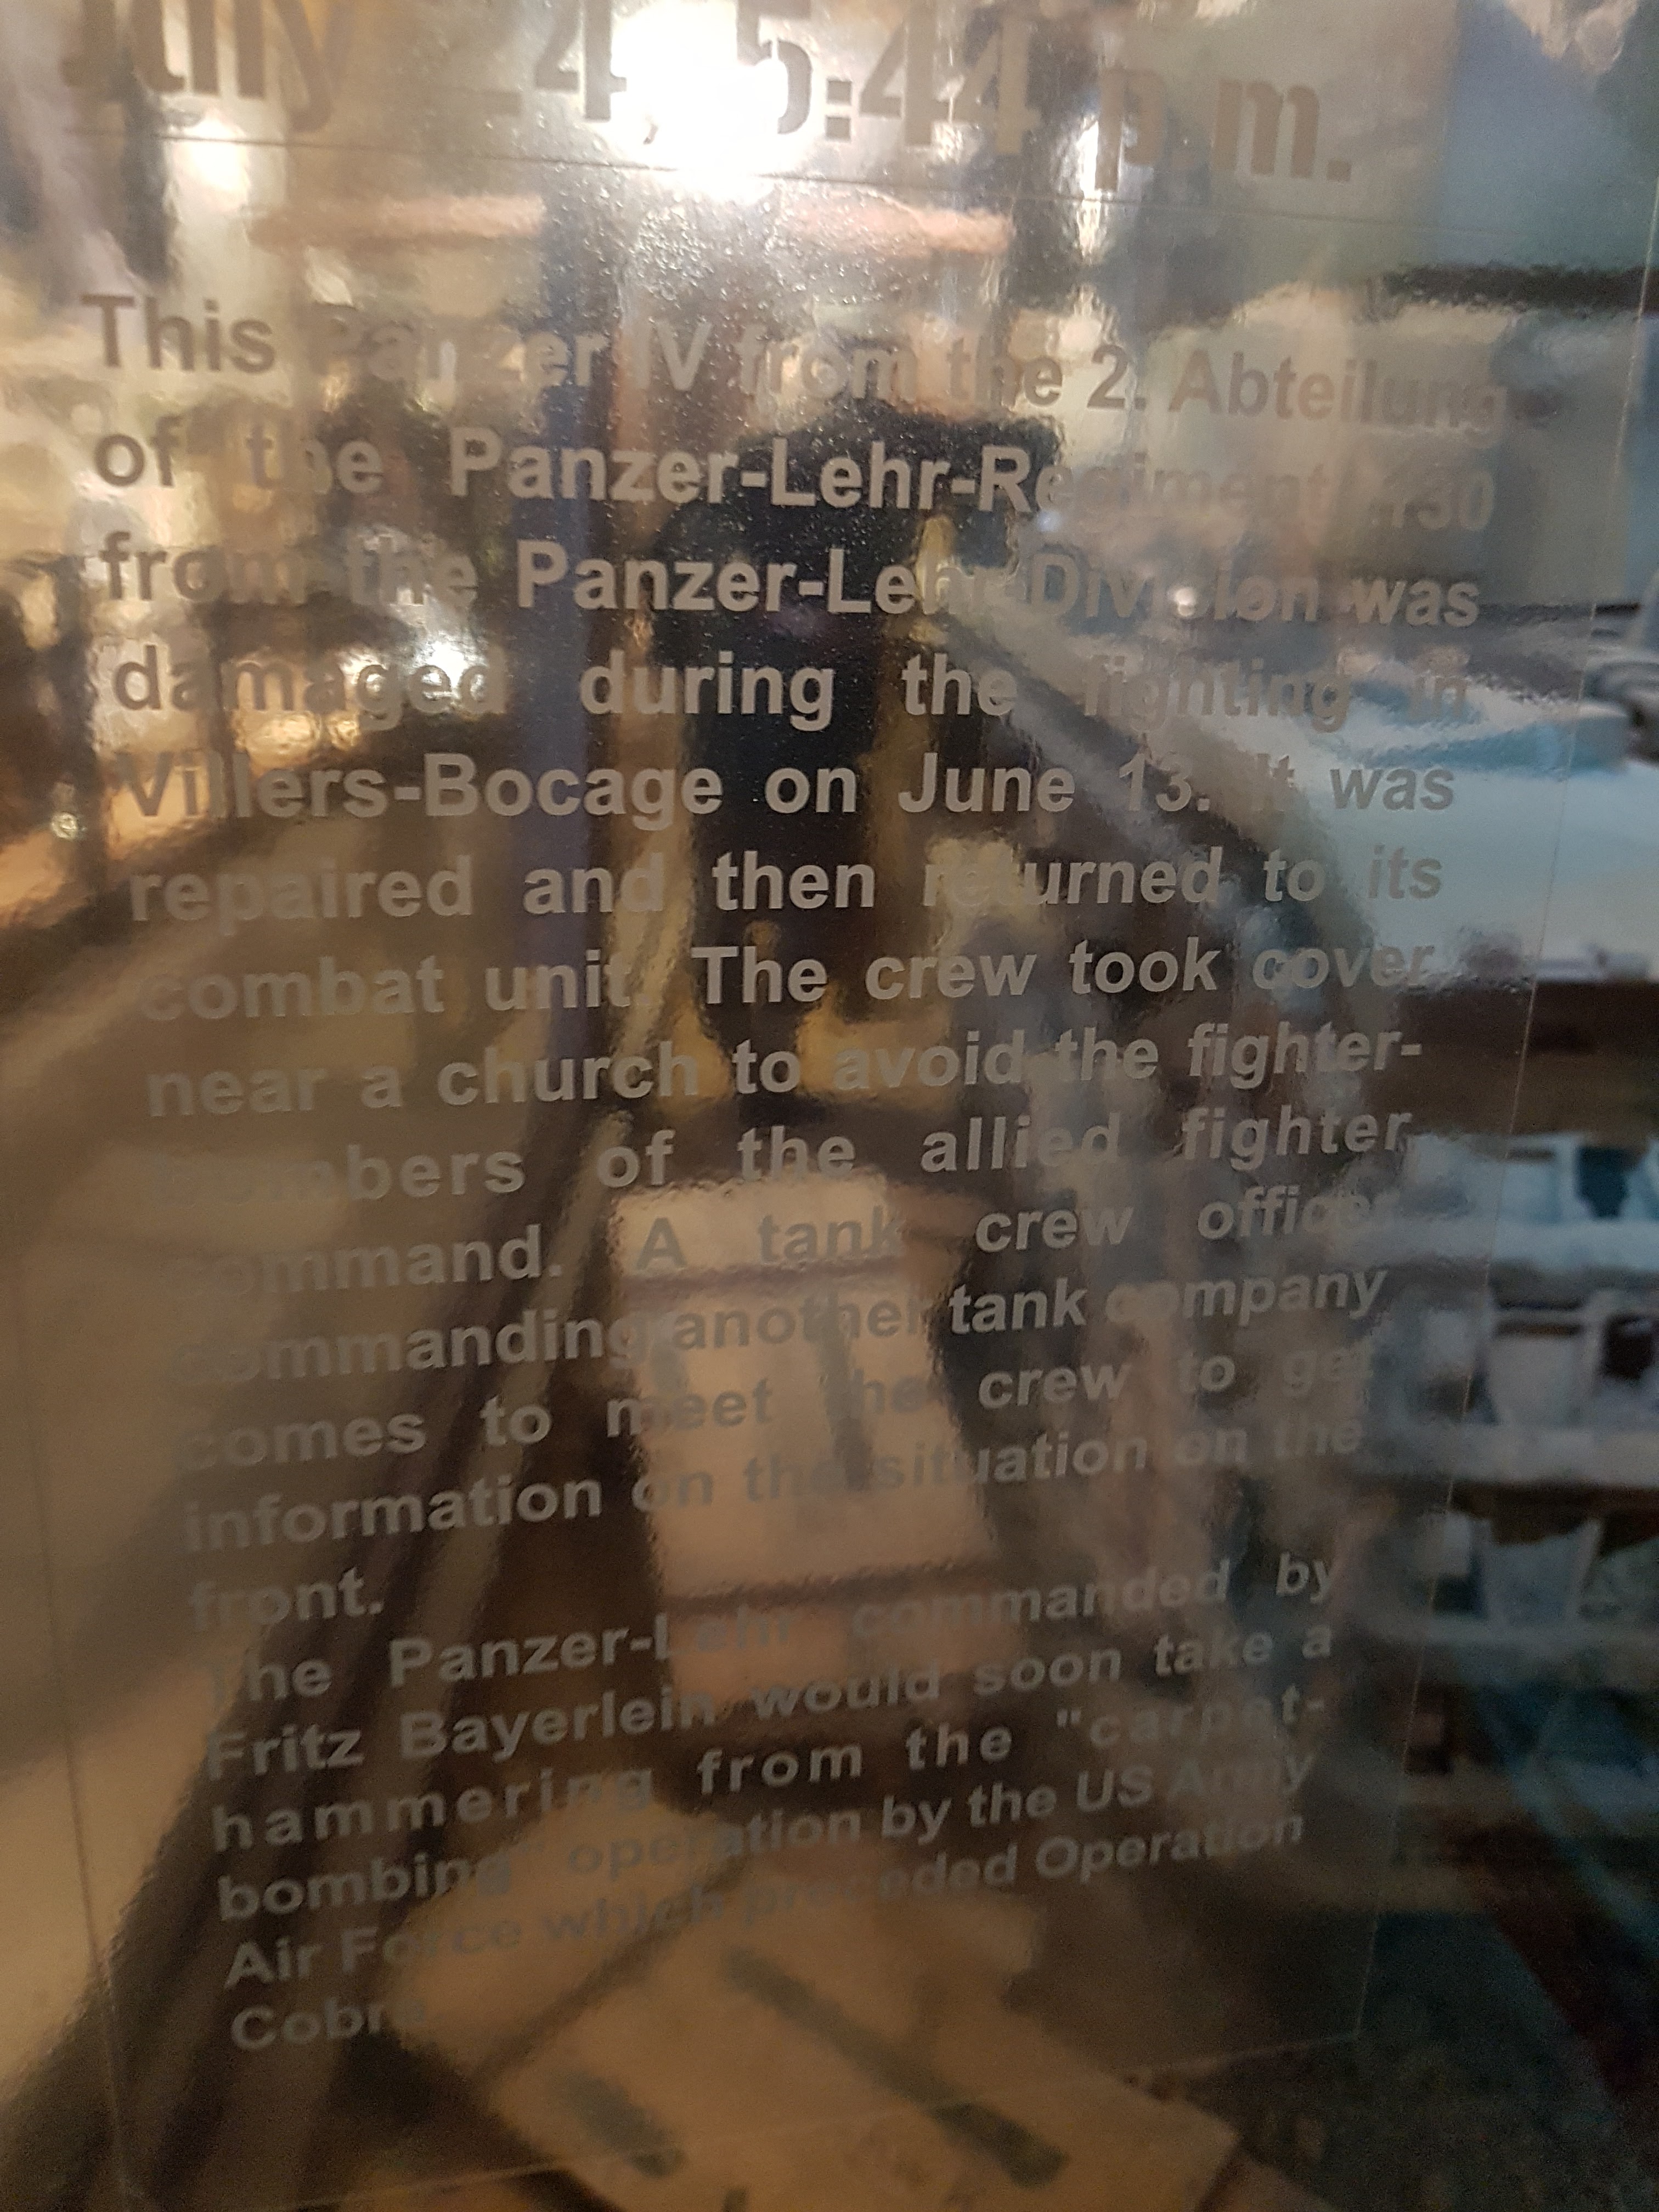 July 24, 5:44 p.m.
This Panzer IV from the 2. Abteilung
of the Panzer-Lehr-Regiment 130
from the Panzer-Lehr-Division was
damaged during the fighting in
Villers-Bocage on June 13. It was
repaired and then returned to its
combat unit. The crew took cover
near a church to avoid the fighter-
bombers of the allied fighter
command. A tank crew officer
commanding another tank company
comes to meet the crew to get
information on the situation on the
front.
The Panzer-Lehr commanded by
Fritz Bayerlein would soon take a
hammering from the "carpet-
bombing" operation by the US Army
Air Force which preceded Operation
Cobra